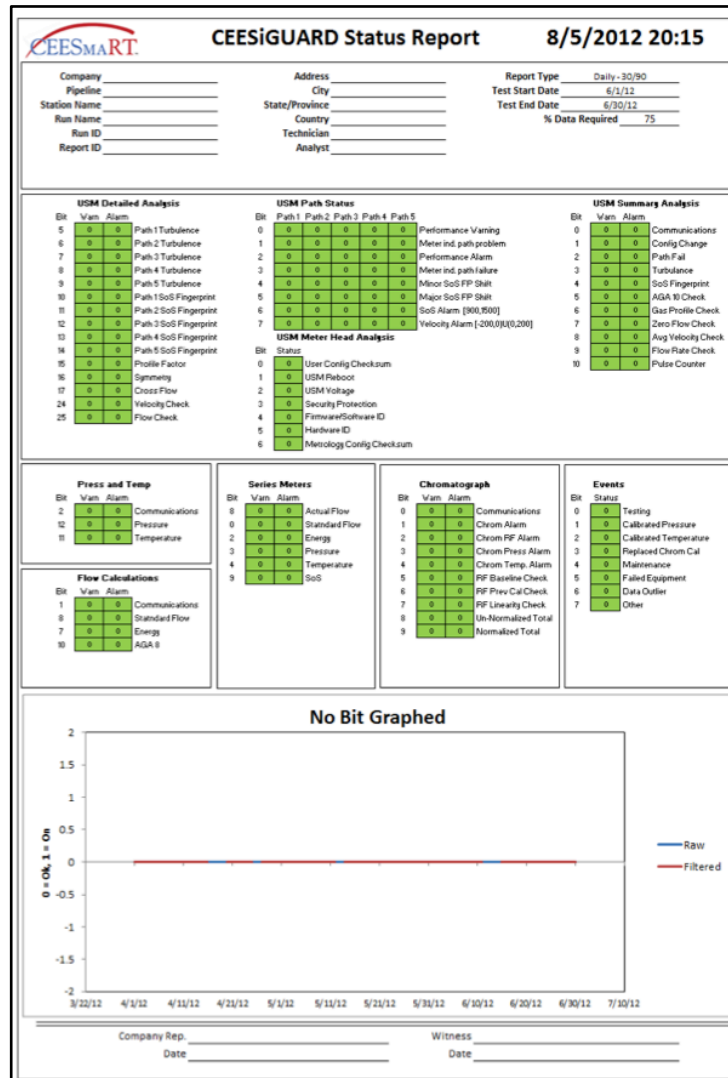 CEESMART. CEESiGUARD Status Report 8/5/2012 20:15
Company Address Report Type Daily - 30/90
Pipeline City Test Start Date 6/1/12
Station Name State/Province Test End Date 6/30/12
Run Name Country % Data Required 75
Run ID Technician
Report ID Analyst
USM Detailed Analysis
Bit Warn Alarm
5 0 0 Path 1 Turbulence
6 0 0 Path 2 Turbulence
7 0 0 Path 3 Turbulence
8 0 0 Path 4 Turbulence
9 0 0 Path 5 Turbulence
10 0 0 Path 1 SoS Fingerprint
11 0 0 Path 2 SoS Fingerprint
12 0 0 Path 3 SoS Fingerprint
13 0 0 Path 4 SoS Fingerprint
14 0 0 Path 5 SoS Fingerprint
15 0 0 Profile Factor
16 0 0 Symmetry
17 0 0 Cross Flow
24 0 0 Velocity Check
25 0 0 Flow Check
USM Path Status
Bit Path 1 Path 2 Path 3 Path 4 Path 5
0 0 0 0 0 0 Performance Warning
1 0 0 0 0 0 Meter ind. path problem
2 0 0 0 0 0 Performance Alarm
3 0 0 0 0 0 Meter ind. path failure
4 0 0 0 0 0 Minor SoS FP Shift
5 0 0 0 0 0 Major SoS FP Shift
6 0 0 0 0 0 SoS Alarm [900,1500]
7 0 0 0 0 0 Velocity Alarm [-200,0)U(0,200]
USM Meter Head Analysis
Bit Status
0 0 User Config Checksum
1 0 USM Reboot
2 0 USM Voltage
3 0 Security Protection
4 0 Firmware/Software ID
5 0 Hardware ID
6 0 Metrology Config Checksum
USM Summary Analysis
Bit Warn Alarm
0 0 0 Communications
1 0 0 Config Change
2 0 0 Path Fail
3 0 0 Turbulance
4 0 0 SoS Fingerprint
5 0 0 AGA 10 Check
6 0 0 Gas Profile Check
7 0 0 Zero Flow Check
8 0 0 Avg Velocity Check
9 0 0 Flow Rate Check
10 0 0 Pulse Counter
Press and Temp
Bit Warn Alarm
2 0 0 Communications
12 0 0 Pressure
11 0 0 Temperature
Flow Calculations
Bit Warn Alarm
1 0 0 Communications
8 0 0 Statndard Flow
7 0 0 Energy
10 0 0 AGA 8
Series Meters
Bit Warn Alarm
8 0 0 Actual Flow
0 0 0 Statndard Flow
2 0 0 Energy
3 0 0 Pressure
4 0 0 Temperature
9 0 0 SoS
Chromatograph
Bit Warn Alarm
0 0 0 Communications
1 0 0 Chrom Alarm
2 0 0 Chrom RF Alarm
3 0 0 Chrom Press Alarm
4 0 0 Chrom Temp. Alarm
5 0 0 RF Baseline Check
6 0 0 RF Prev Cal Check
7 0 0 RF Linearity Check
8 0 0 Un-Normalized Total
9 0 0 Normalized Total
Events
Bit Status
0 0 Testing
1 0 Calibrated Pressure
2 0 Calibrated Temperature
3 0 Replaced Chrom Cal
4 0 Maintenance
5 0 Failed Equipment
6 0 Data Outlier
7 0 Other
No Bit Graphed
2
1.5
1
0.5
0
-0.5
-1
-1.5
-2
0 = Ok, 1 = On
3/22/12 4/1/12 4/11/12 4/21/12 5/1/12 5/11/12 5/21/12 5/31/12 6/10/12 6/20/12 6/30/12 7/10/12
Raw
Filtered
Company Rep. Witness
Date Date